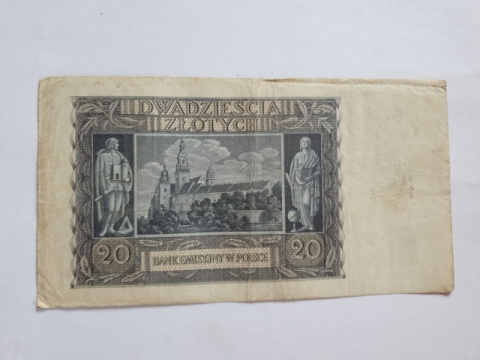 DWADZIEŚCIA
ZŁOTYCH
20 20
BANK EMISYJNY W POLSCE